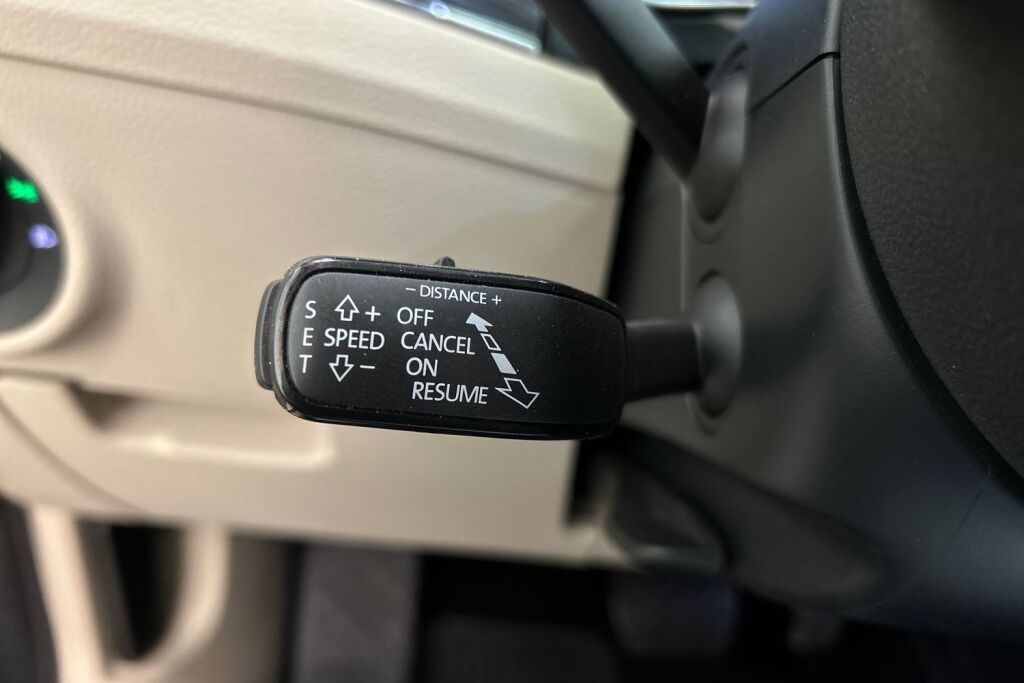 - DISTANCE +
S + OFF
E SPEED CANCEL
T - ON
RESUME